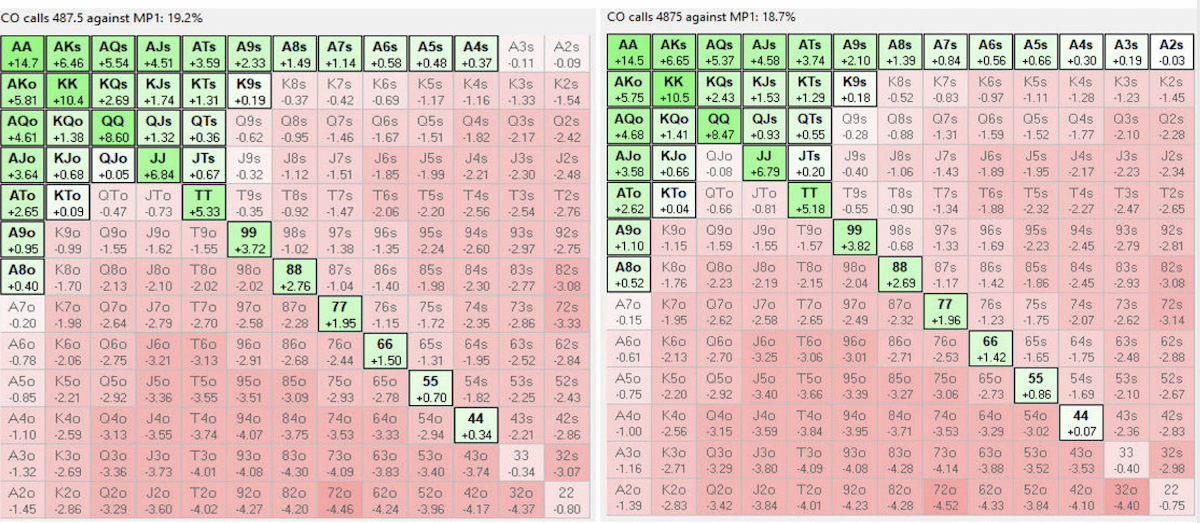 CO calls 487.5 against MP1: 19.2%
AA AKs AQs AJs ATs A9s A8s A7s A6s A5s A4s A3s A2s
+14.7 +6.46 +5.54 +4.51 +3.59 +2.33 +1.49 +1.14 +0.58 +0.48 +0.37 -0.11 -0.09
AKo KK KQs KJs KTs K9s K8s K7s K6s K5s K4s K3s K2s
+5.81 +10.4 +2.69 +1.74 +1.31 +0.19 -0.37 -0.42 -0.69 -1.17 -1.16 -1.33 -1.54
AQo KQo QQ QJs QTs Q9s Q8s Q7s Q6s Q5s Q4s Q3s Q2s
+4.61 +1.38 +8.60 +1.32 +0.36 -0.62 -0.95 -1.46 -1.67 -1.51 -1.82 -2.17 -2.42
AJo KJo QJo JJ JTs J9s J8s J7s J6s J5s J4s J3s J2s
+3.64 +0.68 +0.05 +6.84 +0.67 -0.32 -1.12 -1.51 -1.85 -1.99 -2.21 -2.30 -2.48
ATo KTo QTo JTo TT T9s T8s T7s T6s T5s T4s T3s T2s
+2.65 +0.09 -0.47 -0.73 +5.33 -0.35 -0.92 -1.47 -2.06 -2.20 -2.56 -2.54 -2.76
A9o K9o Q9o J9o T9o 99 98s 97s 96s 95s 94s 93s 92s
+0.95 -0.99 -1.55 -1.62 -1.55 +3.72 -1.02 -1.38 -1.35 -2.24 -2.60 -2.97 -2.75
A8o K8o Q8o J8o T8o 98o 88 87s 86s 85s 84s 83s 82s
+0.40 -1.70 -2.13 -2.10 -2.02 -2.02 +2.76 -1.04 -1.40 -1.98 -2.30 -2.77 -3.08
A7o K7o Q7o J7o T7o 97o 87o 77 76s 75s 74s 73s 72s
-0.20 -1.98 -2.64 -2.79 -2.70 -2.58 -2.28 +1.95 -1.15 -1.72 -2.35 -2.86 -3.33
A6o K6o Q6o J6o T6o 96o 86o 76o 66 65s 64s 63s 62s
-0.78 -2.06 -2.75 -3.21 -3.13 -2.91 -2.68 -2.44 +1.50 -1.31 -1.95 -2.52 -2.84
A5o K5o Q5o J5o T5o 95o 85o 75o 65o 55 54s 53s 52s
-0.85 -2.21 -2.92 -3.36 -3.55 -3.51 -3.09 -2.93 -2.78 +0.70 -1.82 -2.25 -2.43
A4o K4o Q4o J4o T4o 94o 84o 74o 64o 54o 44 43s 42s
-1.10 -2.59 -3.13 -3.55 -3.74 -4.07 -3.75 -3.53 -3.33 -2.94 +0.34 -2.21 -2.86
A3o K3o Q3o J3o T3o 93o 83o 73o 63o 53o 43o 33 32s
-1.32 -2.69 -3.36 -3.73 -4.01 -4.08 -4.30 -4.09 -3.83 -3.40 -3.74 -0.34 -3.07
A2o K2o Q2o J2o T2o 92o 82o 72o 62o 52o 42o 32o 22
-1.45 -2.86 -3.29 -3.60 -4.02 -4.27 -4.20 -4.46 -4.24 -3.96 -4.17 -4.37 -0.80
CO calls 4875 against MP1: 18.7%
AA AKs AQs AJs ATs A9s A8s A7s A6s A5s A4s A3s A2s
+14.5 +6.65 +5.37 +4.58 +3.74 +2.10 +1.39 +0.84 +0.56 +0.66 +0.30 +0.19 -0.03
AKo KK KQs KJs KTs K9s K8s K7s K6s K5s K4s K3s K2s
+5.75 +10.5 +2.43 +1.53 +1.29 +0.18 -0.52 -0.83 -0.97 -1.11 -1.28 -1.23 -1.45
AQo KQo QQ QJs QTs Q9s Q8s Q7s Q6s Q5s Q4s Q3s Q2s
+4.68 +1.41 +8.47 +0.93 +0.55 -0.28 -0.88 -1.31 -1.59 -1.52 -1.77 -2.10 -2.28
AJo KJo QJo JJ JTs J9s J8s J7s J6s J5s J4s J3s J2s
+3.58 +0.66 -0.08 +6.79 +0.20 -0.40 -1.06 -1.43 -1.89 -1.95 -2.17 -2.23 -2.34
ATo KTo QTo JTo TT T9s T8s T7s T6s T5s T4s T3s T2s
+2.62 +0.04 -0.66 -0.81 +5.18 -0.55 -0.90 -1.34 -1.88 -2.32 -2.27 -2.47 -2.65
A9o K9o Q9o J9o T9o 99 98s 97s 96s 95s 94s 93s 92s
+1.10 -1.15 -1.59 -1.55 -1.57 +3.82 -0.68 -1.33 -1.69 -2.23 -2.45 -2.79 -2.81
A8o K8o Q8o J8o T8o 98o 88 87s 86s 85s 84s 83s 82s
+0.52 -1.76 -2.23 -2.19 -2.15 -2.04 +2.69 -1.17 -1.42 -1.86 -2.45 -2.93 -3.08
A7o K7o Q7o J7o T7o 97o 87o 77 76s 75s 74s 73s 72s
-0.15 -1.95 -2.62 -2.58 -2.65 -2.49 -2.32 +1.96 -1.23 -1.75 -2.07 -2.62 -3.14
A6o K6o Q6o J6o T6o 96o 86o 76o 66 65s 64s 63s 62s
-0.61 -2.13 -2.70 -3.25 -3.06 -3.01 -2.71 -2.53 +1.42 -1.65 -1.75 -2.48 -2.88
A5o K5o Q5o J5o T5o 95o 85o 75o 65o 55 54s 53s 52s
-0.75 -2.20 -2.92 -3.40 -3.66 -3.39 -3.27 -3.06 -2.73 +0.86 -1.69 -2.10 -2.67
A4o K4o Q4o J4o T4o 94o 84o 74o 64o 54o 44 43s 42s
-1.00 -2.56 -3.15 -3.59 -3.84 -3.95 -3.71 -3.53 -3.29 -3.02 +0.07 -2.36 -2.83
A3o K3o Q3o J3o T3o 93o 83o 73o 63o 53o 43o 33 32s
-1.16 -2.71 -3.29 -3.80 -4.09 -4.08 -4.28 -4.14 -3.88 -3.52 -3.53 -0.40 -2.98
A2o K2o Q2o J2o T2o 92o 82o 72o 62o 52o 42o 32o 22
-1.39 -2.83 -3.42 -3.84 -4.01 -4.23 -4.28 -4.52 -4.33 -3.84 -4.10 -4.40 -0.75